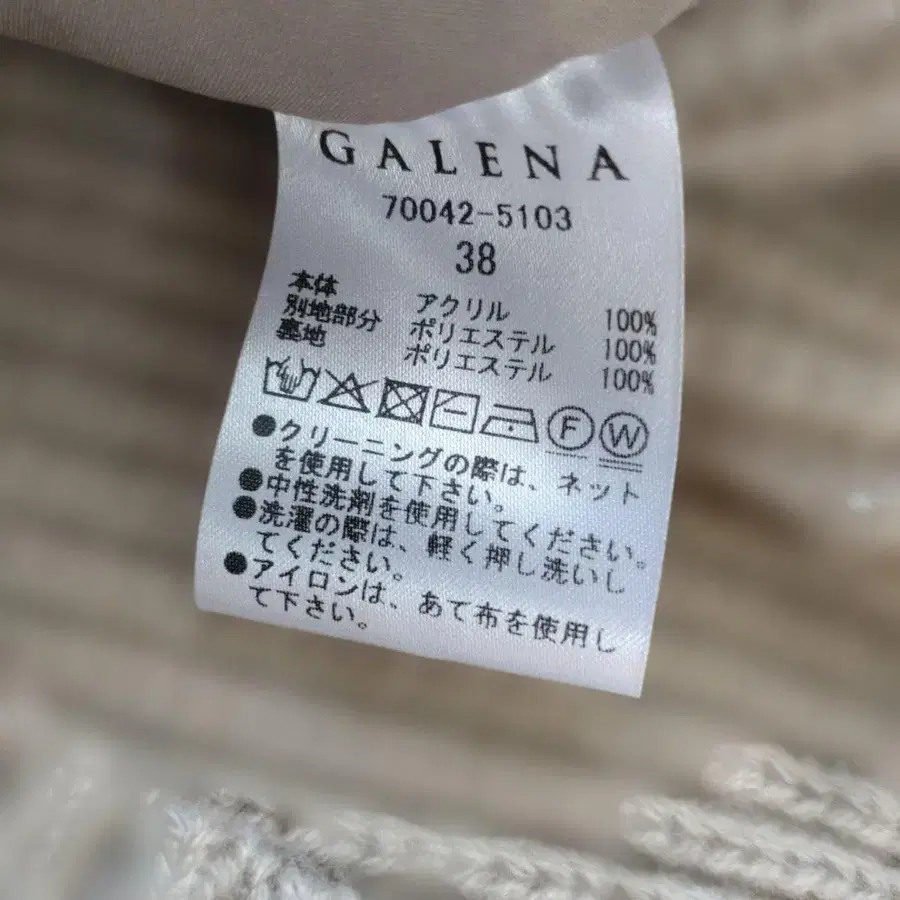 GALENA
70042-5103
38
本体 アクリル 100%
別地部分 ポリエステル 100%
裏地 ポリエステル 100%
F W
●クリーニングの際は、ネット
を使用して下さい。
●中性洗剤を使用してください。
●洗濯の際は、軽く押し洗いし
てください。
●アイロンは、あて布を使用し
て下さい。